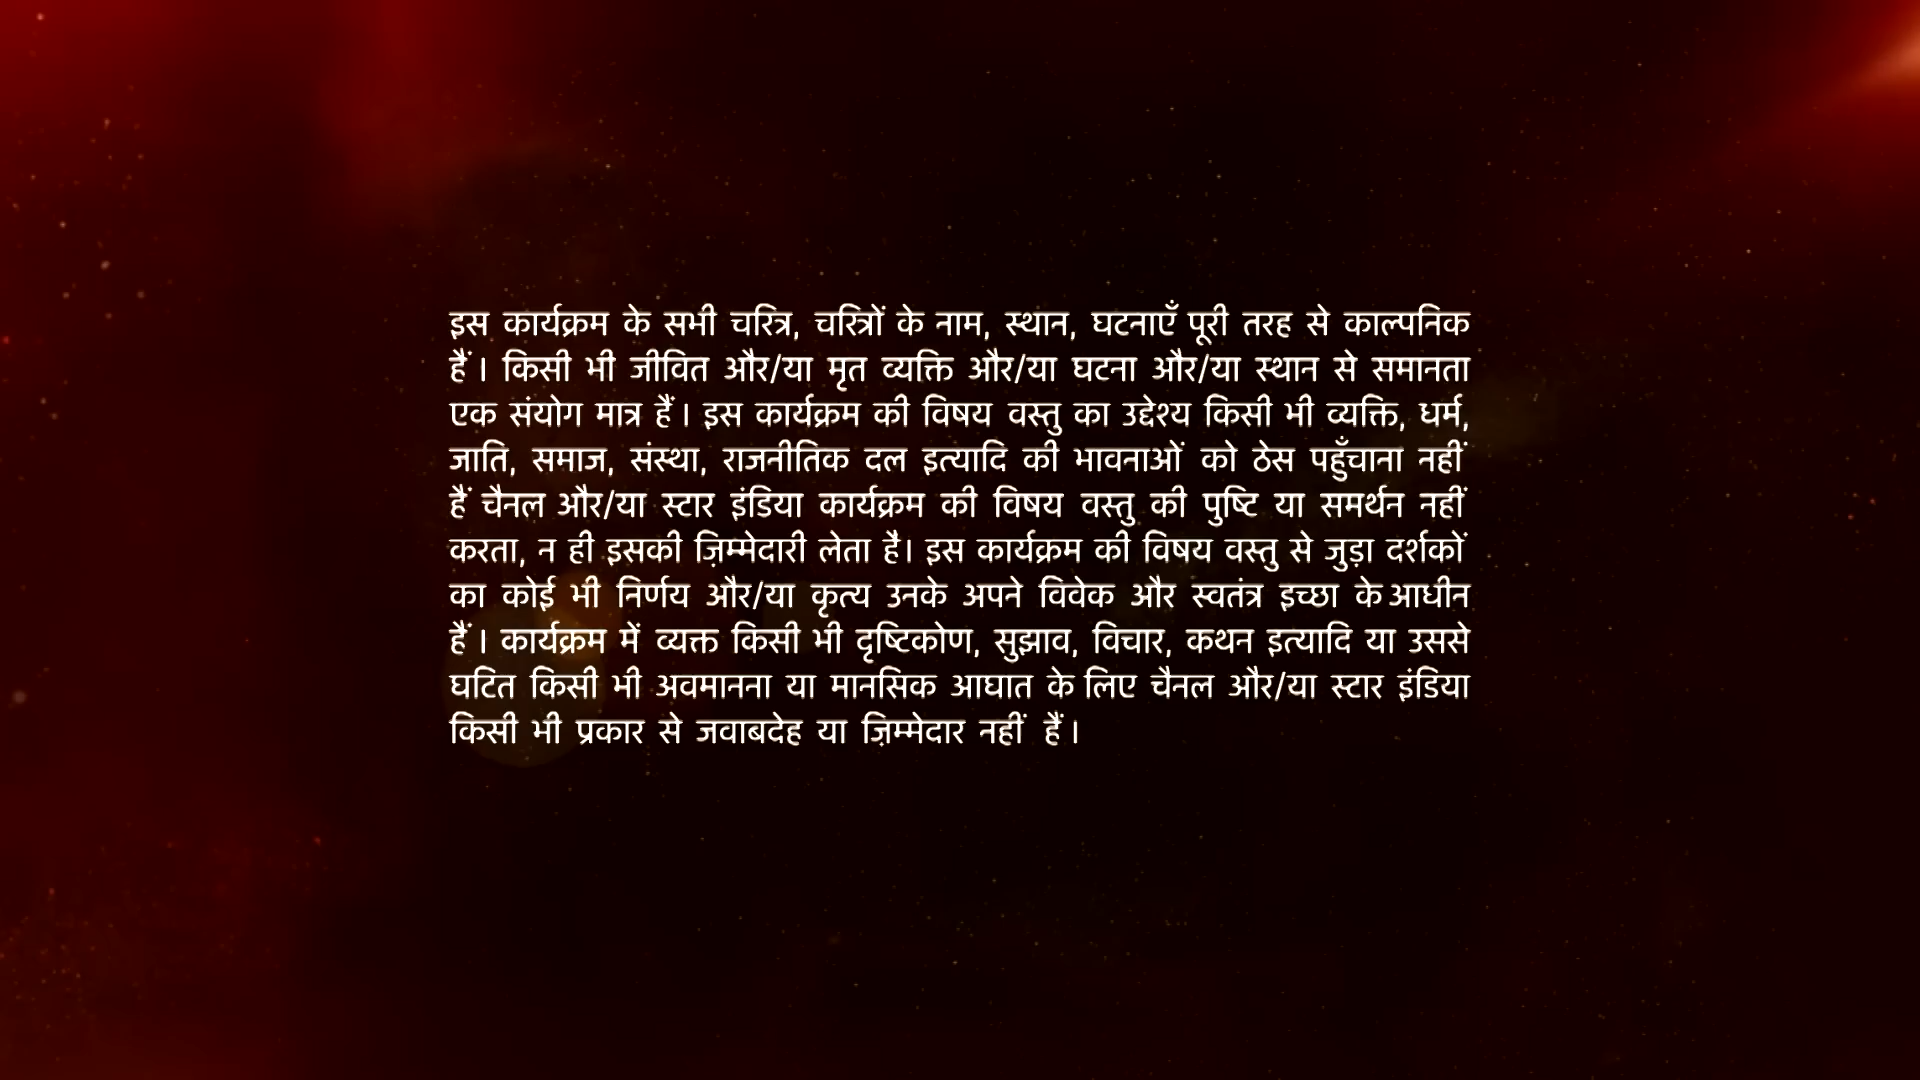 इस कार्यक्रम के सभी चरित्र, चरित्रों के नाम, स्थान, घटनाएँ पूरी तरह से काल्पनिक
हैं । किसी भी जीवित और/या मृत व्यक्ति और/या घटना और/या स्थान से समानता
एक संयोग मात्र हैं । इस कार्यक्रम की विषय वस्तु का उद्देश्य किसी भी व्यक्ति, धर्म,
जाति, समाज, संस्था, राजनीतिक दल इत्यादि की भावनाओं को ठेस पहुँचाना नहीं
हैं चैनल और/या स्टार इंडिया कार्यक्रम की विषय वस्तु की पुष्टि या समर्थन नहीं
करता, न ही इसकी ज़िम्मेदारी लेता है। इस कार्यक्रम की विषय वस्तु से जुड़ा दर्शकों
का कोई भी निर्णय और/या कृत्य उनके अपने विवेक और स्वतंत्र इच्छा के आधीन
हैं । कार्यक्रम में व्यक्त किसी भी दृष्टिकोण, सुझाव, विचार, कथन इत्यादि या उससे
घटित किसी भी अवमानना या मानसिक आघात के लिए चैनल और/या स्टार इंडिया
किसी भी प्रकार से जवाबदेह या ज़िम्मेदार नहीं हैं ।